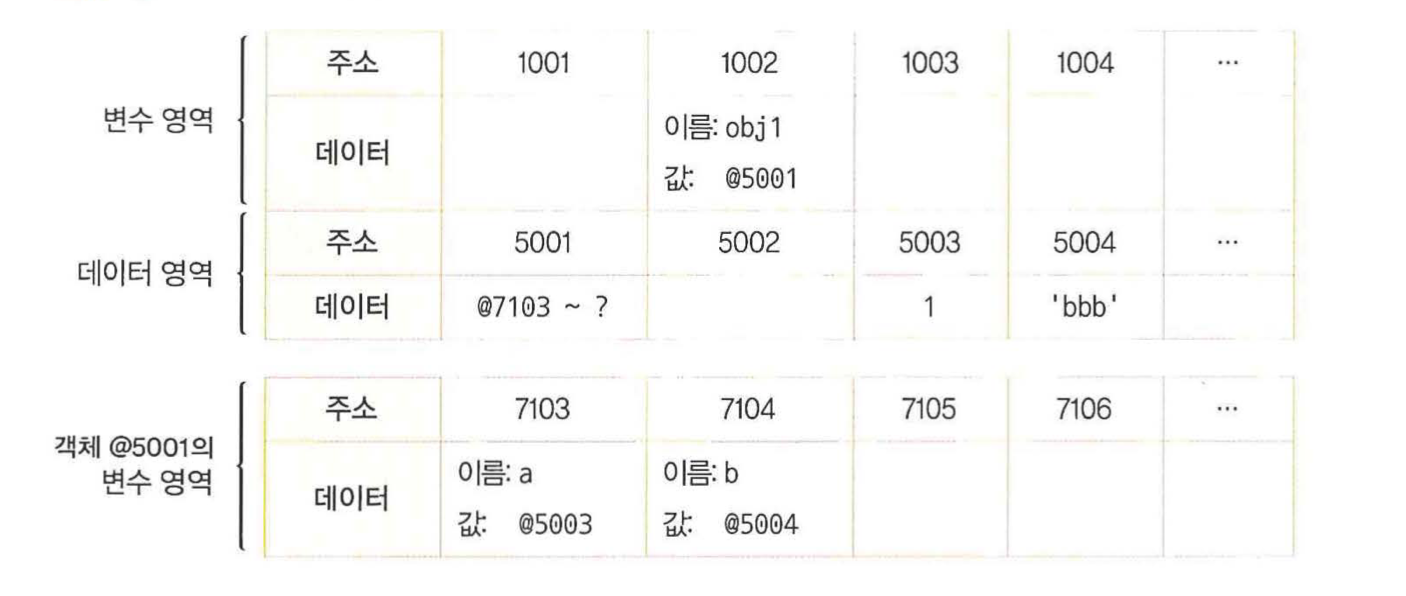 변수 영역
주소 1001 1002 1003 1004 ...
데이터
이름: obj1
값: @5001
데이터 영역
주소 5001 5002 5003 5004 ...
데이터 @7103 ~ ? 1 'bbb'
객체 @5001의
변수 영역
주소 7103 7104 7105 7106 ...
데이터
이름: a 이름: b
값: @5003 값: @5004